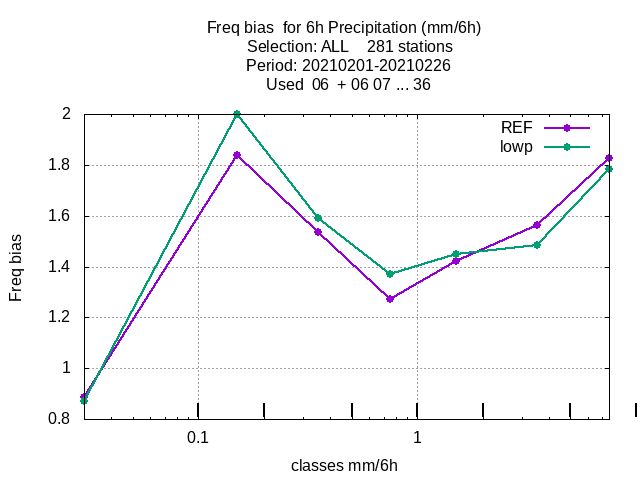 Freq bias  for 6h Precipitation (mm/6h)
Selection: ALL    281 stations
Period: 20210201-20210226
Used  06  + 06 07 ... 36
REF
lowp
2
1.8
1.6
1.4
1.2
1
0.8
Freq bias
0.1
1
classes mm/6h